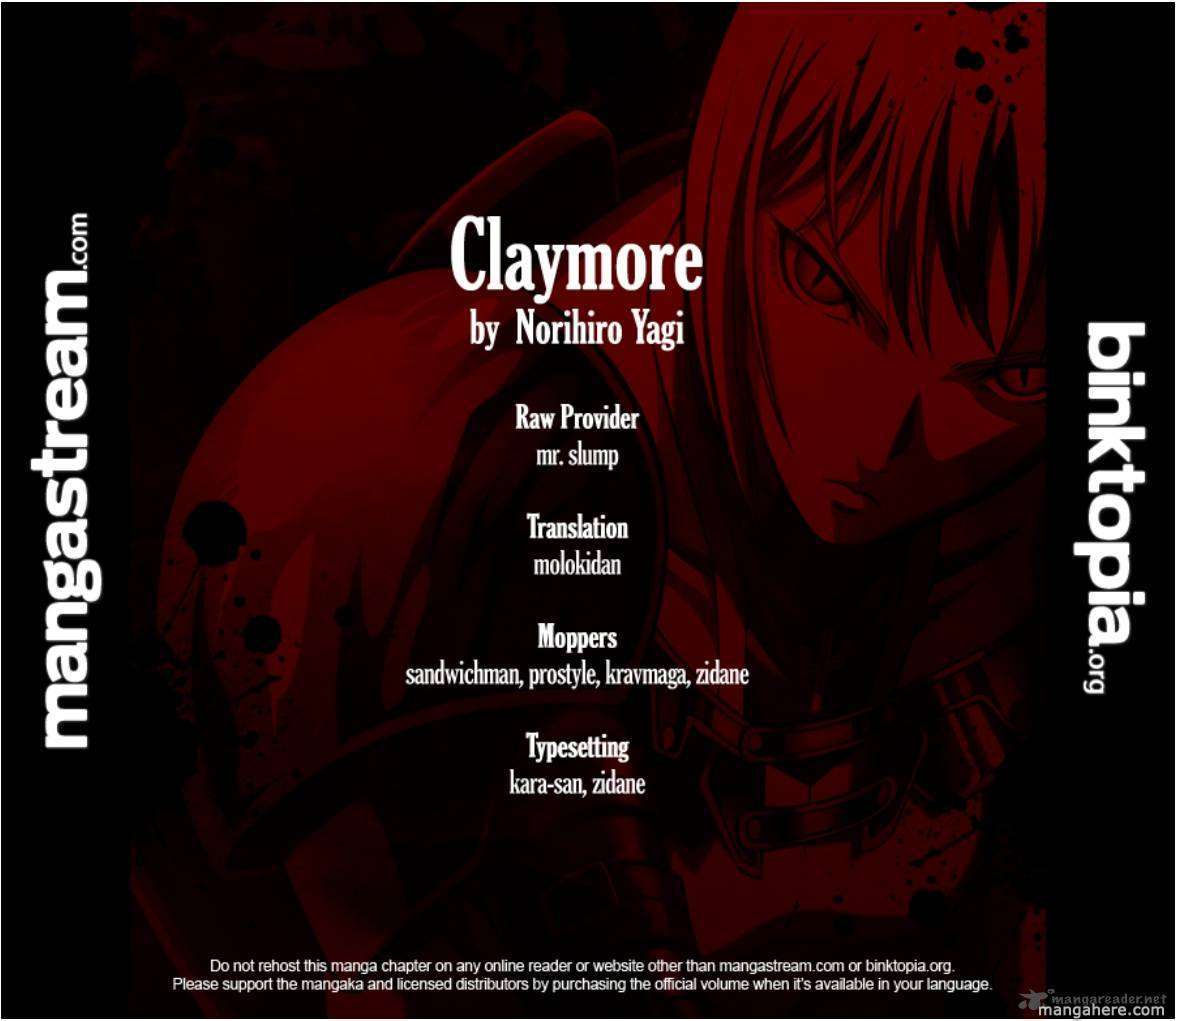 mangastream.com
Claymore
by Norihiro Yagi
Raw Provider
mr. slump
Translation
molokidan
Moppers
sandwichman, prostyle, kravmaga, zidane
Typesetting
kara-san, zidane
binktopia.org
Do not rehost this manga chapter on any online reader or website other than mangastream.com or binktopia.org.
Please support the mangaka and licensed distributors by purchasing the official volume when it's available in your language.
mangareader.net
mangahere.com